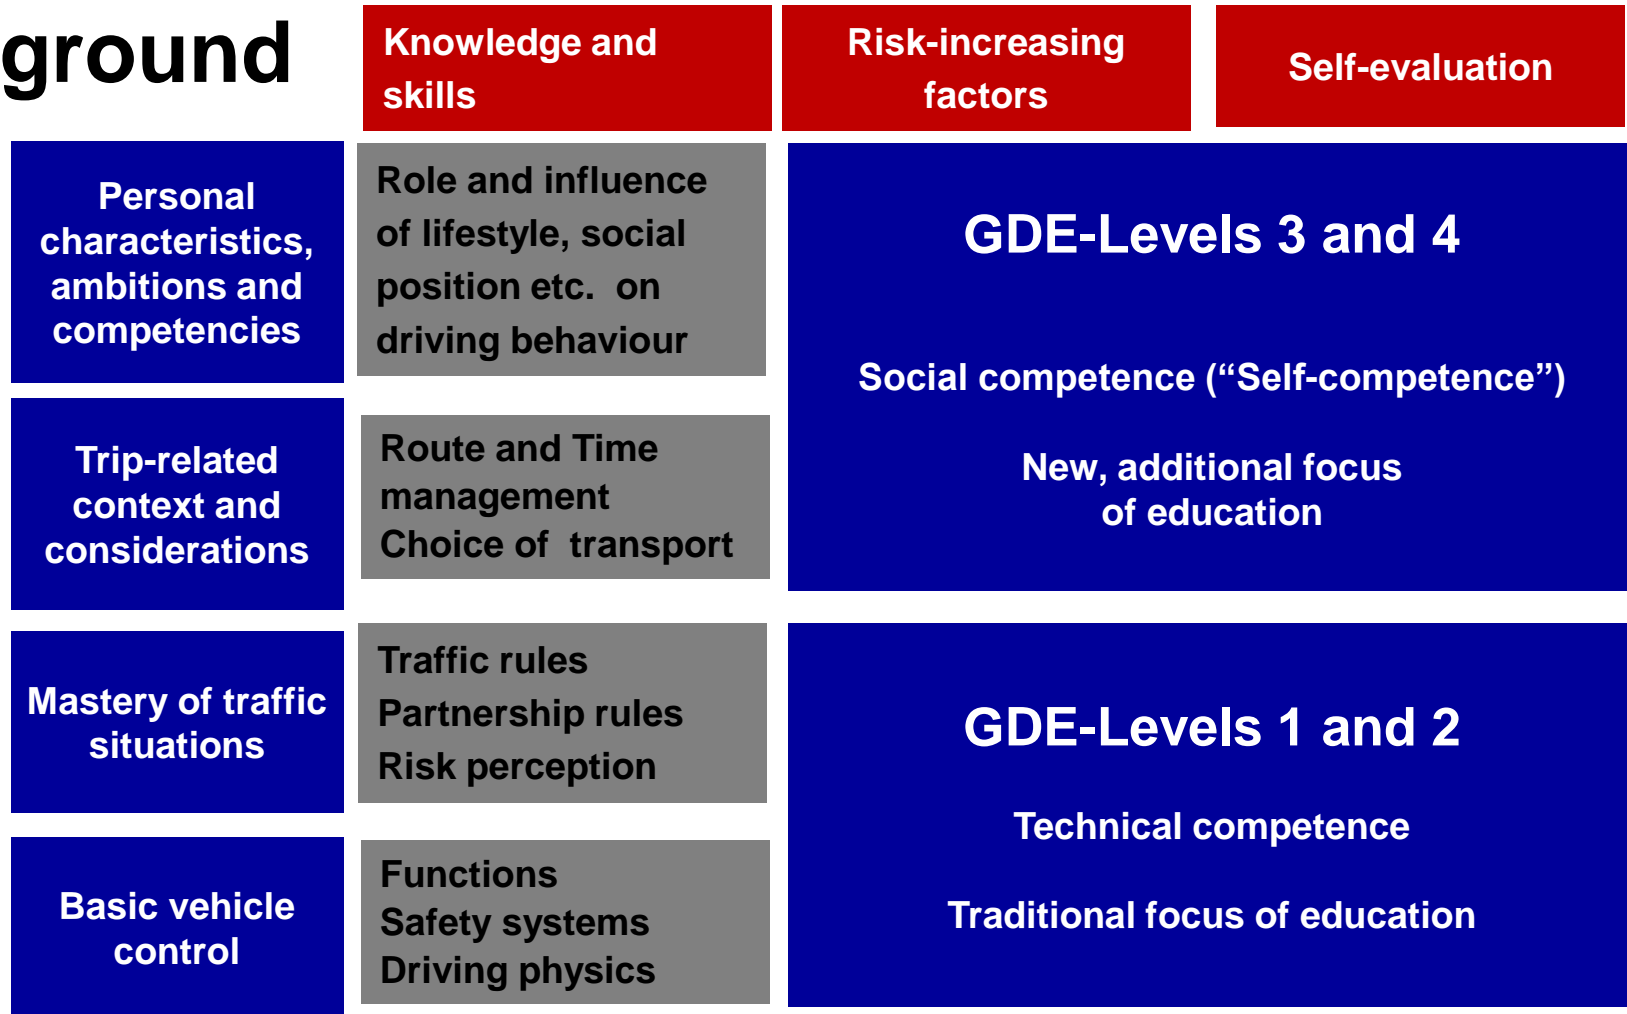 ground
Knowledge and
skills
Risk-increasing
factors
Self-evaluation
Personal
characteristics,
ambitions and
competencies
Role and influence
of lifestyle, social
position etc.  on
driving behaviour
GDE-Levels 3 and 4
Social competence (“Self-competence”)
New, additional focus
of education
Trip-related
context and
considerations
Route and Time
management
Choice of  transport
Mastery of traffic
situations
Traffic rules
Partnership rules
Risk perception
GDE-Levels 1 and 2
Technical competence
Traditional focus of education
Basic vehicle
control
Functions
Safety systems
Driving physics